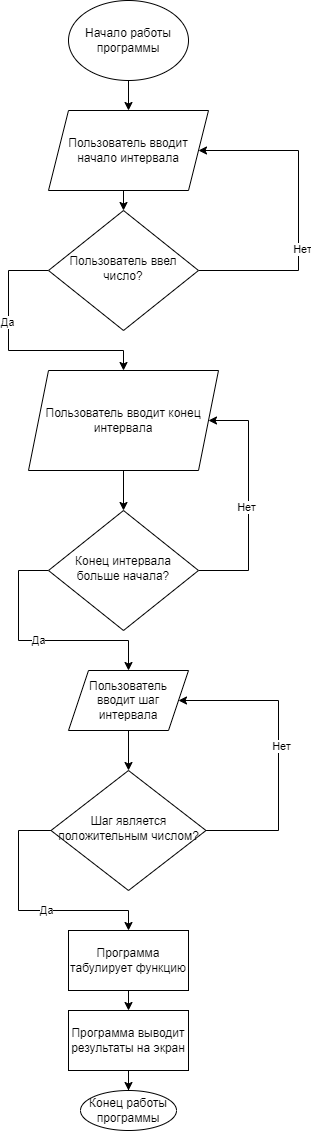 Начало работы
программы
Пользователь вводит
начало интервала
Пользователь ввел
число?
Нет
Да
Пользователь вводит конец
интервала
Конец интервала
больше начала?
Нет
Да
Пользователь
вводит шаг
интервала
Шаг является
положительным числом?
Нет
Да
Программа
табулирует функцию
Программа выводит
результаты на экран
Конец работы
программы